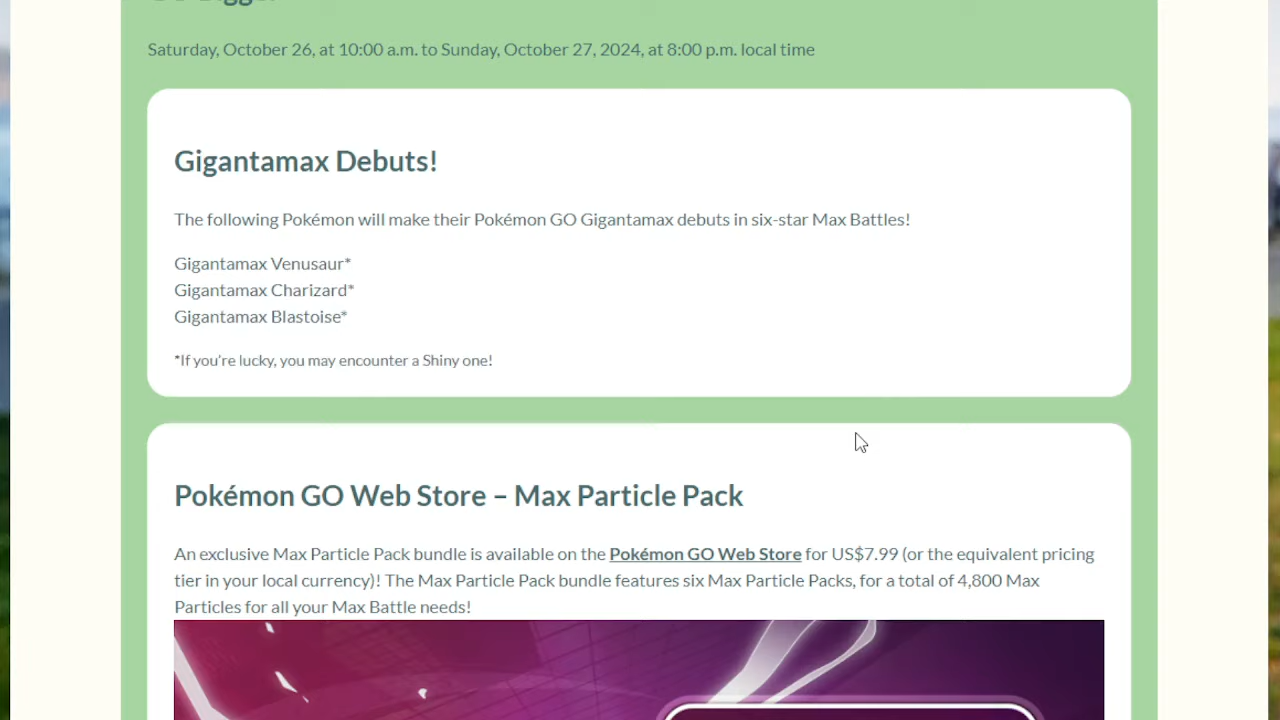 Saturday, October 26, at 10:00 a.m. to Sunday, October 27, 2024, at 8:00 p.m. local time
Gigantamax Debuts!
The following Pokémon will make their Pokémon GO Gigantamax debuts in six-star Max Battles!
Gigantamax Venusaur*
Gigantamax Charizard*
Gigantamax Blastoise*
*If you're lucky, you may encounter a Shiny one!
Pokémon GO Web Store – Max Particle Pack
An exclusive Max Particle Pack bundle is available on the Pokémon GO Web Store for US$7.99 (or the equivalent pricing
tier in your local currency)! The Max Particle Pack bundle features six Max Particle Packs, for a total of 4,800 Max
Particles for all your Max Battle needs!